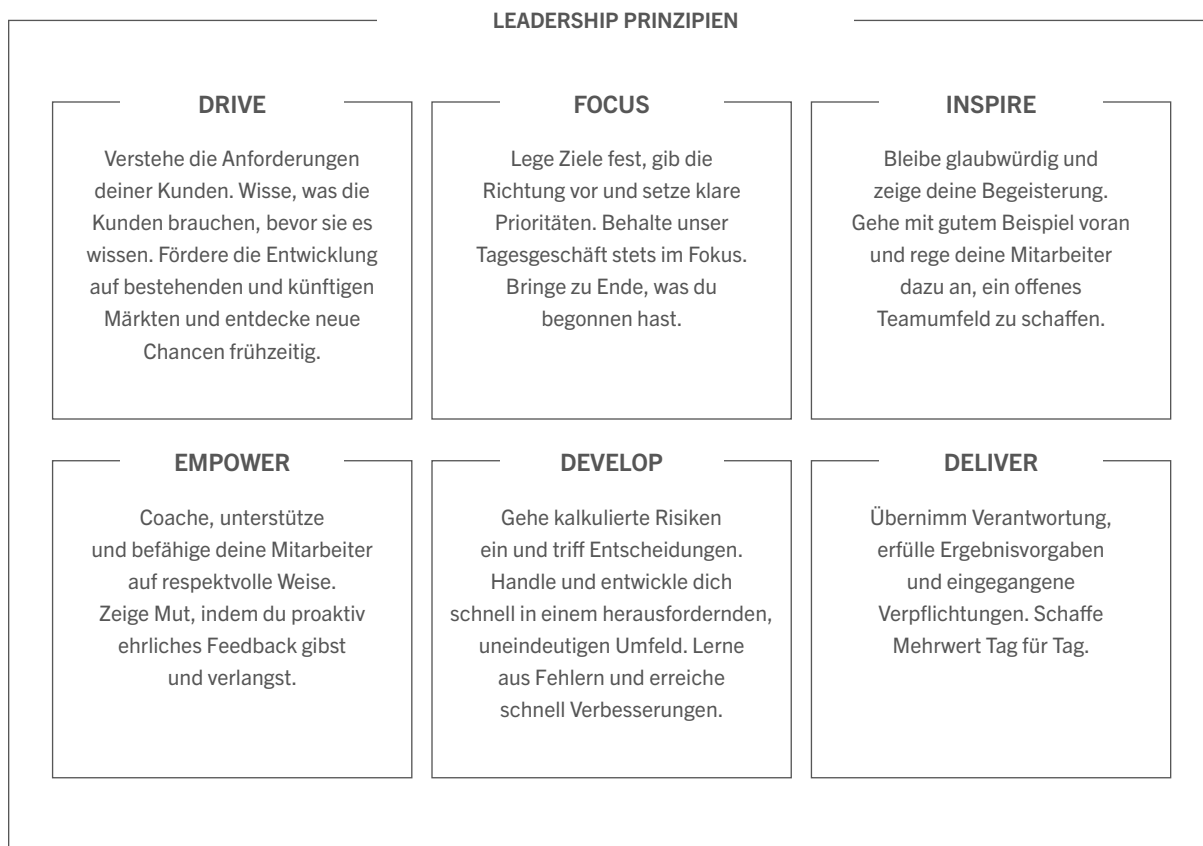 LEADERSHIP PRINZIPIEN
DRIVE
Verstehe die Anforderungen
deiner Kunden. Wisse, was die
Kunden brauchen, bevor sie es
wissen. Fördere die Entwicklung
auf bestehenden und künftigen
Märkten und entdecke neue
Chancen frühzeitig.
FOCUS
Lege Ziele fest, gib die
Richtung vor und setze klare
Prioritäten. Behalte unser
Tagesgeschäft stets im Fokus.
Bringe zu Ende, was du
begonnen hast.
INSPIRE
Bleibe glaubwürdig und
zeige deine Begeisterung.
Gehe mit gutem Beispiel voran
und rege deine Mitarbeiter
dazu an, ein offenes
Teamumfeld zu schaffen.
EMPOWER
Coache, unterstütze
und befähige deine Mitarbeiter
auf respektvolle Weise.
Zeige Mut, indem du proaktiv
ehrliches Feedback gibst
und verlangst.
DEVELOP
Gehe kalkulierte Risiken
ein und triff Entscheidungen.
Handle und entwickle dich
schnell in einem herausfordernden,
uneindeutigen Umfeld. Lerne
aus Fehlern und erreiche
schnell Verbesserungen.
DELIVER
Übernimm Verantwortung,
erfülle Ergebnisvorgaben
und eingegangene
Verpflichtungen. Schaffe
Mehrwert Tag für Tag.